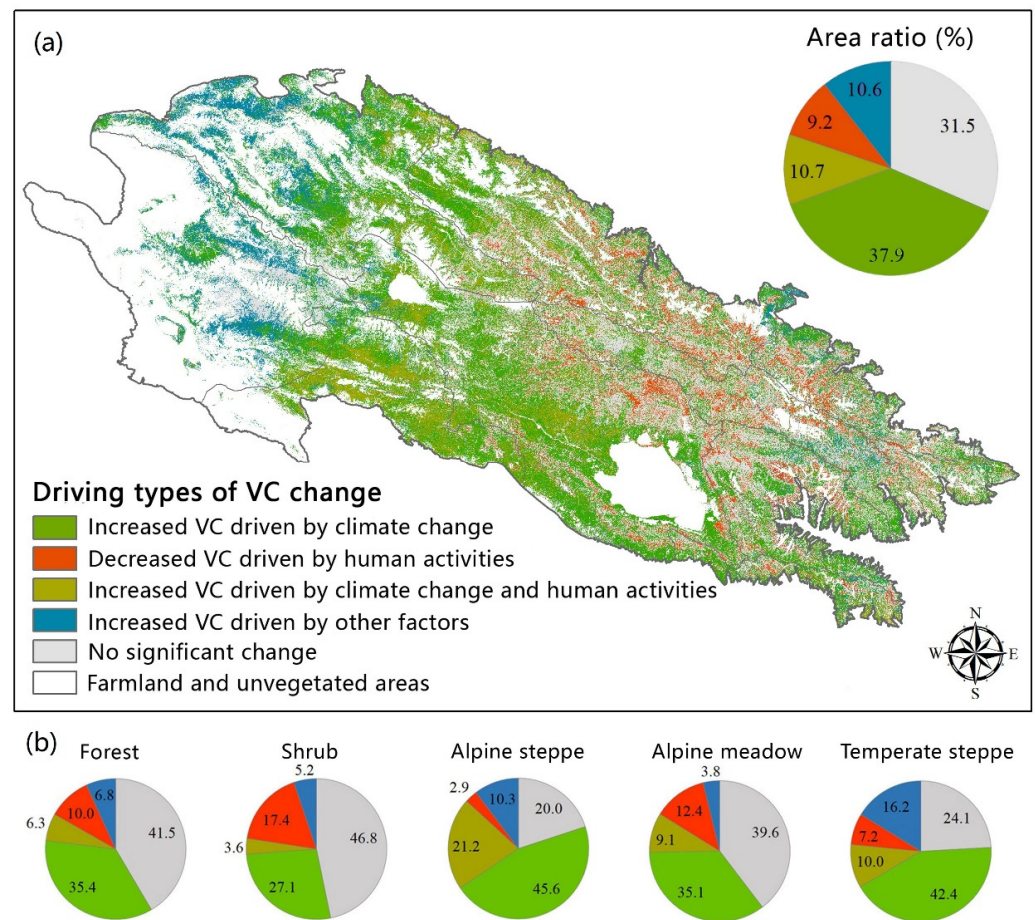 (a)
Area ratio (%)
10.6
31.5
9.2
10.7
37.9
Driving types of VC change
Increased VC driven by climate change
Decreased VC driven by human activities
Increased VC driven by climate change and human activities
Increased VC driven by other factors
No significant change
Farmland and unvegetated areas
N
W E
S
(b)
Forest
6.8
10.0
41.5
6.3
35.4
Shrub
5.2
17.4
46.8
3.6
27.1
Alpine steppe
2.9
10.3
20.0
21.2
45.6
Alpine meadow
3.8
12.4
39.6
9.1
35.1
Temperate steppe
16.2
24.1
7.2
10.0
42.4